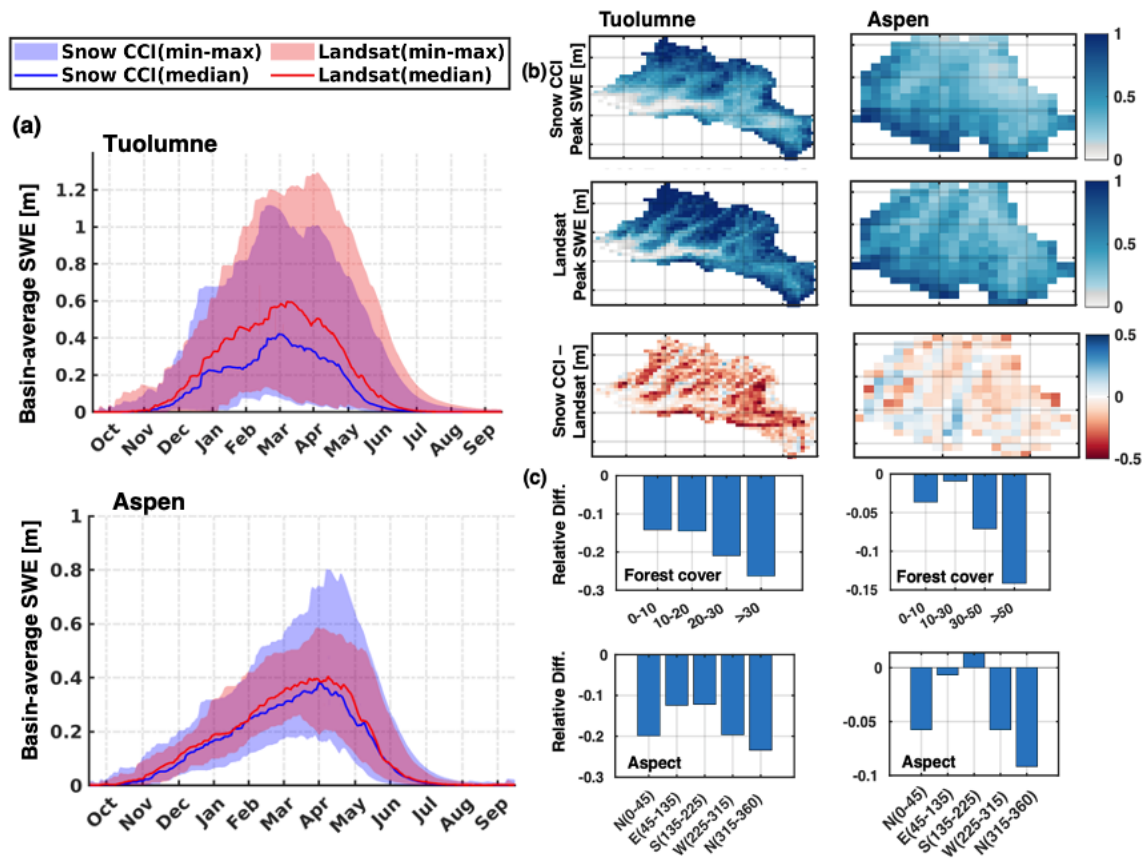 Snow CCI(min-max) Landsat(min-max)
Snow CCI(median) Landsat(median)
(a)
Tuolumne
Basin-average SWE [m]
1.2
1
0.8
0.6
0.4
0.2
0
Oct Nov Dec Jan Feb Mar Apr May Jun Jul Aug Sep
Aspen
Basin-average SWE [m]
1
0.8
0.6
0.4
0.2
0
Oct Nov Dec Jan Feb Mar Apr May Jun Jul Aug Sep
Tuolumne Aspen
(b)
Snow CCI
Peak SWE [m]
1
0.5
0
Landsat
Peak SWE [m]
1
0.5
0
Snow CCI –
Landsat [m]
0.5
0
-0.5
(c)
Relative Diff.
0
-0.1
-0.2
-0.3
Forest cover
0-10 10-20 20-30 >30
0
-0.05
-0.1
-0.15
Forest cover
0-10 10-30 30-50 >50
Relative Diff.
0
-0.1
-0.2
-0.3
Aspect
N(0-45) E(45-135) S(135-225) W(225-315) N(315-360)
0
-0.05
-0.1
Aspect
N(0-45) E(45-135) S(135-225) W(225-315) N(315-360)